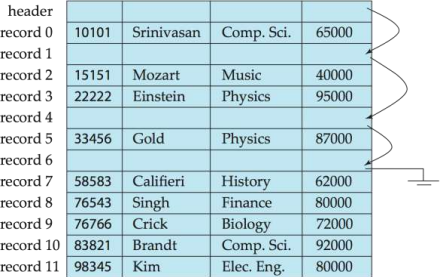 header
record 0 10101 Srinivasan Comp. Sci. 65000
record 1
record 2 15151 Mozart Music 40000
record 3 22222 Einstein Physics 95000
record 4
record 5 33456 Gold Physics 87000
record 6
record 7 58583 Califieri History 62000
record 8 76543 Singh Finance 80000
record 9 76766 Crick Biology 72000
record 10 83821 Brandt Comp. Sci. 92000
record 11 98345 Kim Elec. Eng. 80000